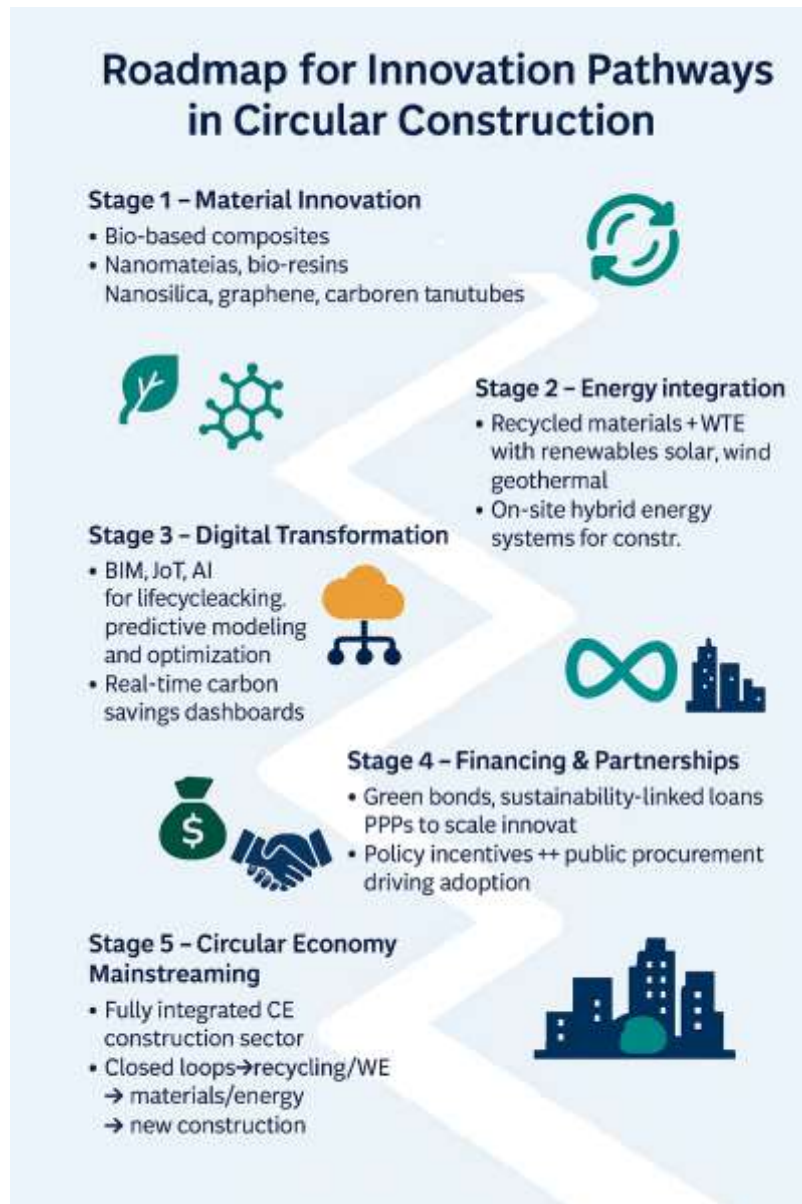 Roadmap for Innovation Pathways
in Circular Construction
Stage 1 – Material Innovation
• Bio-based composites
• Nanomateias, bio-resins
Nanosilica, graphene, carboren tanutubes
Stage 2 – Energy integration
• Recycled materials + WTE
with renewables solar, wind
geothermal
• On-site hybrid energy
systems for constr.
Stage 3 – Digital Transformation
• BIM, JoT, AI
for lifecycleacking.
predictive modeling
and optimization
• Real-time carbon
savings dashboards
Stage 4 – Financing & Partnerships
• Green bonds, sustainability-linked loans
PPPs to scale innovat
• Policy incentives ++ public procurement
driving adoption
$
Stage 5 – Circular Economy
Mainstreaming
• Fully integrated CE
construction sector
• Closed loops→recycling/WE
→ materials/energy
→ new construction